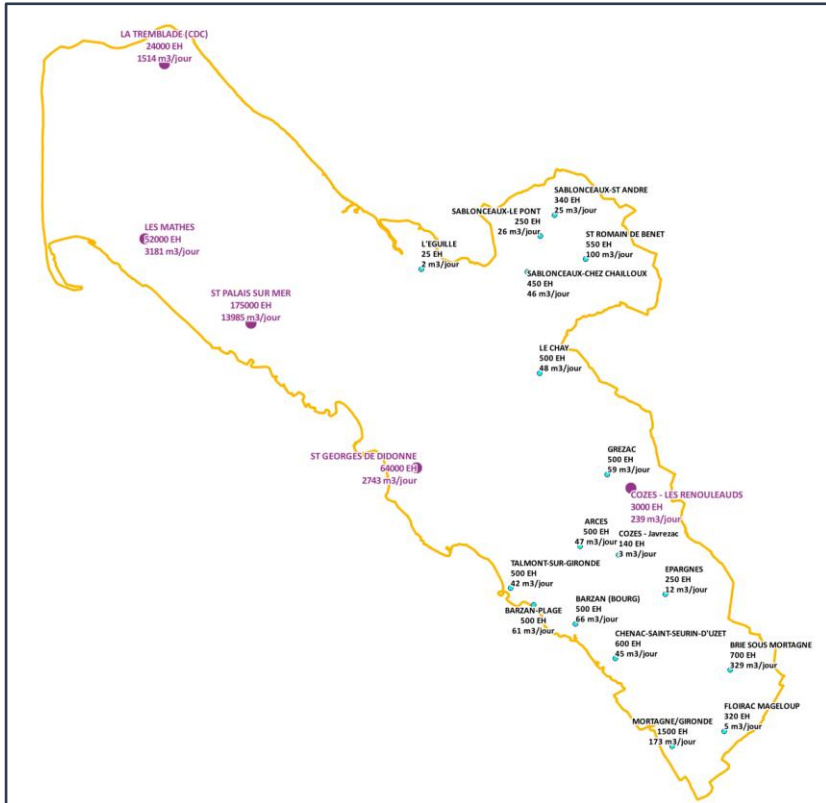 LA TREMBLADE (CDC)
24000 EH
1514 m3/jour
LES MATHES
52000 EH
3181 m3/jour
ST PALAIS SUR MER
175000 EH
13985 m3/jour
L'EGUILLE
25 EH
2 m3/jour
SABLONCEAUX-ST ANDRE
340 EH
25 m3/jour
SABLONCEAUX-LE PONT
250 EH
26 m3/jour
ST ROMAIN DE BENET
550 EH
100 m3/jour
SABLONCEAUX-CHEZ CHAILLOUX
450 EH
46 m3/jour
LE CHAY
500 EH
48 m3/jour
ST GEORGES DE DIDONNE
64000 EH
2743 m3/jour
GREZAC
500 EH
59 m3/jour
COZES - LES RENOULEAUDS
3000 EH
239 m3/jour
ARCES
500 EH
47 m3/jour
COZES - Javrezac
140 EH
3 m3/jour
TALMONT-SUR-GIRONDE
500 EH
42 m3/jour
EPARGNES
250 EH
12 m3/jour
BARZAN-PLAGE
500 EH
61 m3/jour
BARZAN (BOURG)
500 EH
66 m3/jour
CHENAC-SAINT-SEURIN-D'UZET
600 EH
45 m3/jour
BRIE SOUS MORTAGNE
700 EH
329 m3/jour
MORTAGNE/GIRONDE
1500 EH
173 m3/jour
FLOIRAC MAGELOUP
320 EH
5 m3/jour